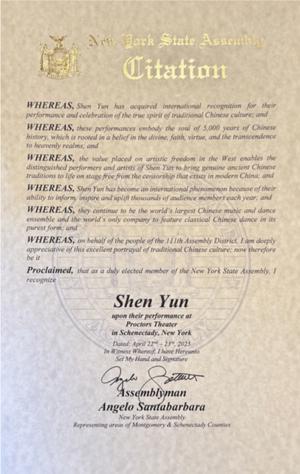 New York State Assembly
Citation
WHEREAS, Shen Yun has acquired international recognition for their
performance and celebration of the true spirit of traditional Chinese culture; and
WHEREAS, these performances embody the soul of 5,000 years of Chinese
history, which is rooted in a belief in the divine, faith, virtue, and the transcendence
to heavenly realms, and
WHEREAS, the value placed on artistic freedom in the West enables the
distinguished performers and artists of Shen Yun to bring genuine ancient Chinese
traditions to life on stage free from the censorship that exists in modern China; and
WHEREAS, Shen Yun has become an international phenomenon because of their
ability to inform, inspire and uplift thousands of audience members each year; and
WHEREAS, they continue to be the world's largest Chinese music and dance
ensemble and the world's only company to feature classical Chinese dance in its
purest form; and
WHEREAS, on behalf of the people of the 111th Assembly District, I am deeply
appreciative of this excellent portrayal of traditional Chinese culture; now therefore
be it
Proclaimed, that as a duly elected member of the New York State Assembly, I
recognize
Shen Yun
upon their performance at
Proctors Theater
in Schenectady, New York
Dated: April 22nd - 23rd, 2025
In Witness Whereof, I have Hereunto
Set My Hand and Signature
Assemblyman
Angelo Santabarbara
New York State Assembly
Representing areas of Montgomery & Schenectady Counties